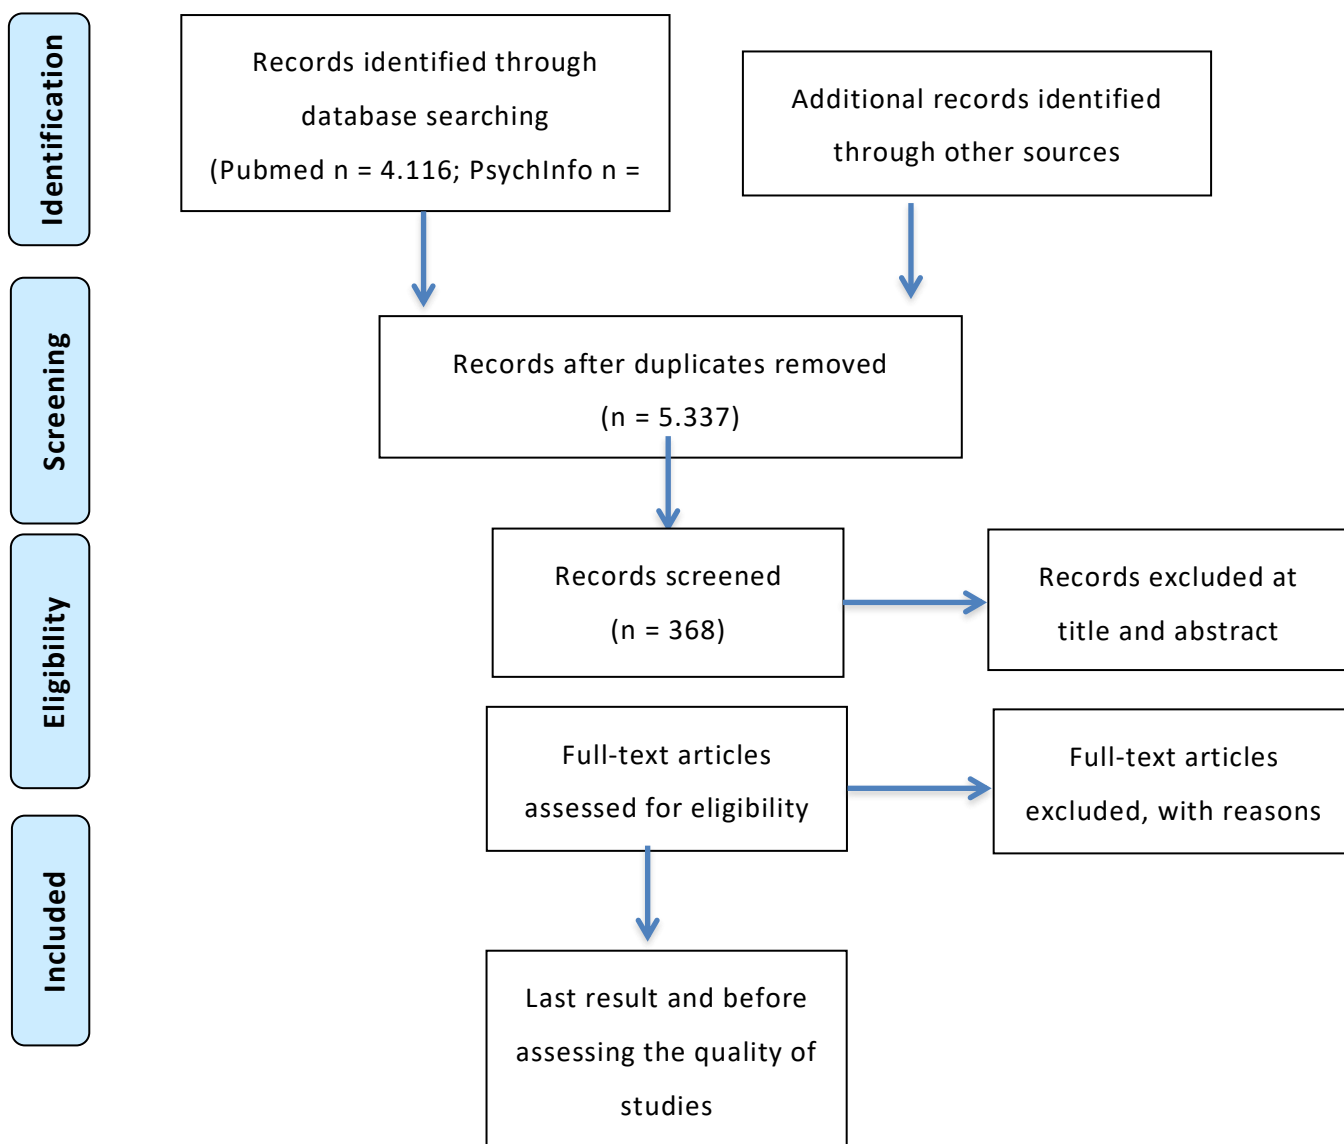 Identification
Records identified through
database searching
(Pubmed n = 4.116; PsychInfo n =
Additional records identified
through other sources
Screening
Records after duplicates removed
(n = 5.337)
Eligibility
Records screened
(n = 368)
Records excluded at
title and abstract
Full-text articles
assessed for eligibility
Full-text articles
excluded, with reasons
Included
Last result and before
assessing the quality of
studies